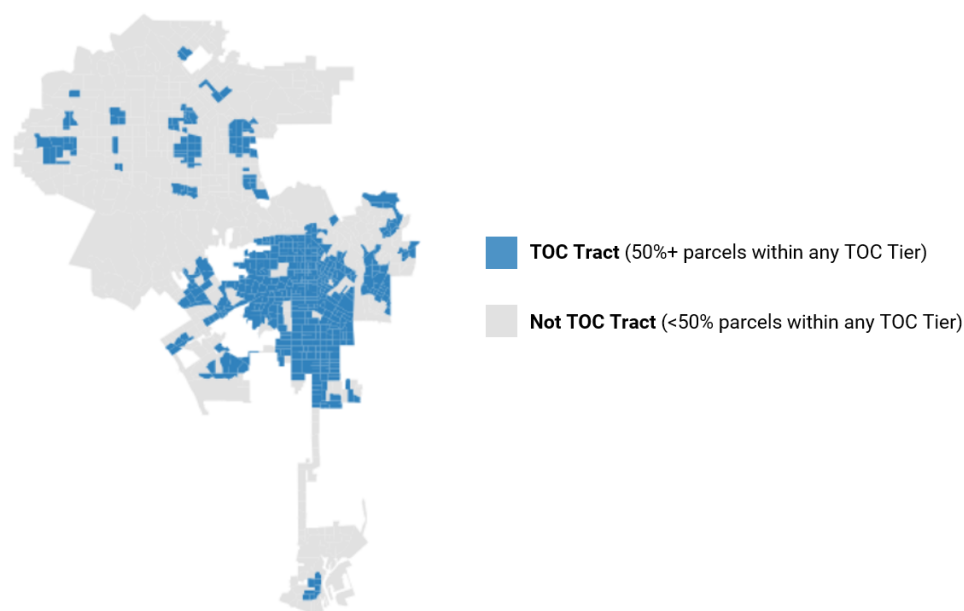 TOC Tract (50%+ parcels within any TOC Tier)
Not TOC Tract (<50% parcels within any TOC Tier)